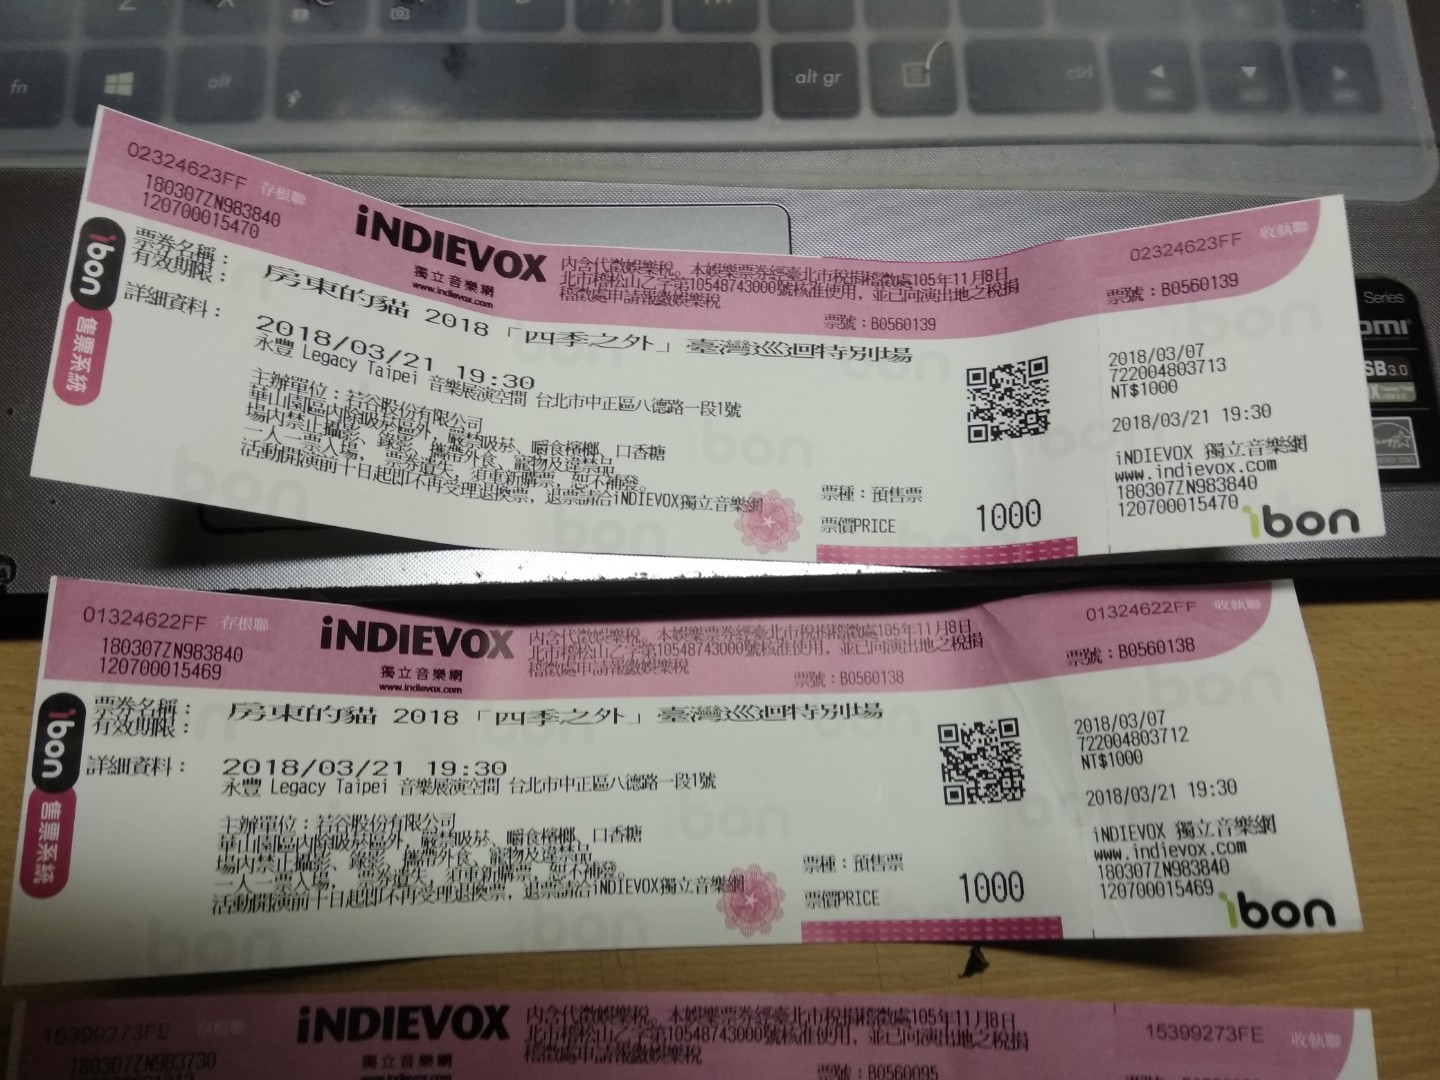 fn
alt
alt gr
ctrl
Series
02324623FF 存根聯
180307ZN983840
120700015470
iNDIEVOX
獨立音樂網
www.indievox.com
內含代徵娛樂稅。本娛樂票券經臺北市稅捐稽徵處105年11月8日
北市稽松山乙字第10548743000號核准使用，並已向演出地之稅捐
稽徵處申請報繳娛樂稅
票號：B0560139
02324623FF 收執聯
票號：B0560139
ibon
售票系統
票券名稱：
有效期限：
房東的貓 2018「四季之外」臺灣巡迴特別場
詳細資料：
2018/03/21 19:30
永豐 Legacy Taipei 音樂展演空間 台北市中正區八德路一段1號
主辦單位：若谷股份有限公司
華山園區內除吸菸區外，嚴禁吸菸、嚼食檳榔、口香糖
場內禁止攝影、錄影、攜帶外食、寵物及違禁品
一人一票入場，票券遺失，須重新購票，恕不補發。
活動開演前十日起即不再受理退換票，退票請洽iNDIEVOX獨立音樂網
票種：預售票
票價PRICE 1000
2018/03/07
722004803713
NT$1000
2018/03/21 19:30
iNDIEVOX 獨立音樂網
www.indievox.com
180307ZN983840
120700015470
ibon
01324622FF 存根聯
180307ZN983840
120700015469
iNDIEVOX
獨立音樂網
www.indievox.com
內含代徵娛樂稅。本娛樂票券經臺北市稅捐稽徵處105年11月8日
北市稽松山乙字第10548743000號核准使用，並已向演出地之稅捐
稽徵處申請報繳娛樂稅
票號：B0560138
01324622FF 收執聯
票號：B0560138
ibon
售票系統
票券名稱：
有效期限：
房東的貓 2018「四季之外」臺灣巡迴特別場
詳細資料：
2018/03/21 19:30
永豐 Legacy Taipei 音樂展演空間 台北市中正區八德路一段1號
主辦單位：若谷股份有限公司
華山園區內除吸菸區外，嚴禁吸菸、嚼食檳榔、口香糖
場內禁止攝影、錄影、攜帶外食、寵物及違禁品
一人一票入場，票券遺失，須重新購票，恕不補發。
活動開演前十日起即不再受理退換票，退票請洽iNDIEVOX獨立音樂網
票種：預售票
票價PRICE 1000
2018/03/07
722004803712
NT$1000
2018/03/21 19:30
iNDIEVOX 獨立音樂網
www.indievox.com
180307ZN983840
120700015469
ibon
15399273FE 存根聯
180307ZN983730
iNDIEVOX
獨立音樂網
內含代徵娛樂稅。本娛樂票券經臺北市稅捐稽徵處105年11月8日
北市稽松山乙字第10548743000號核准使用，並已向演出地之稅捐
稽徵處申請報繳娛樂稅
票號：B0560095
15399273FE 收執聯